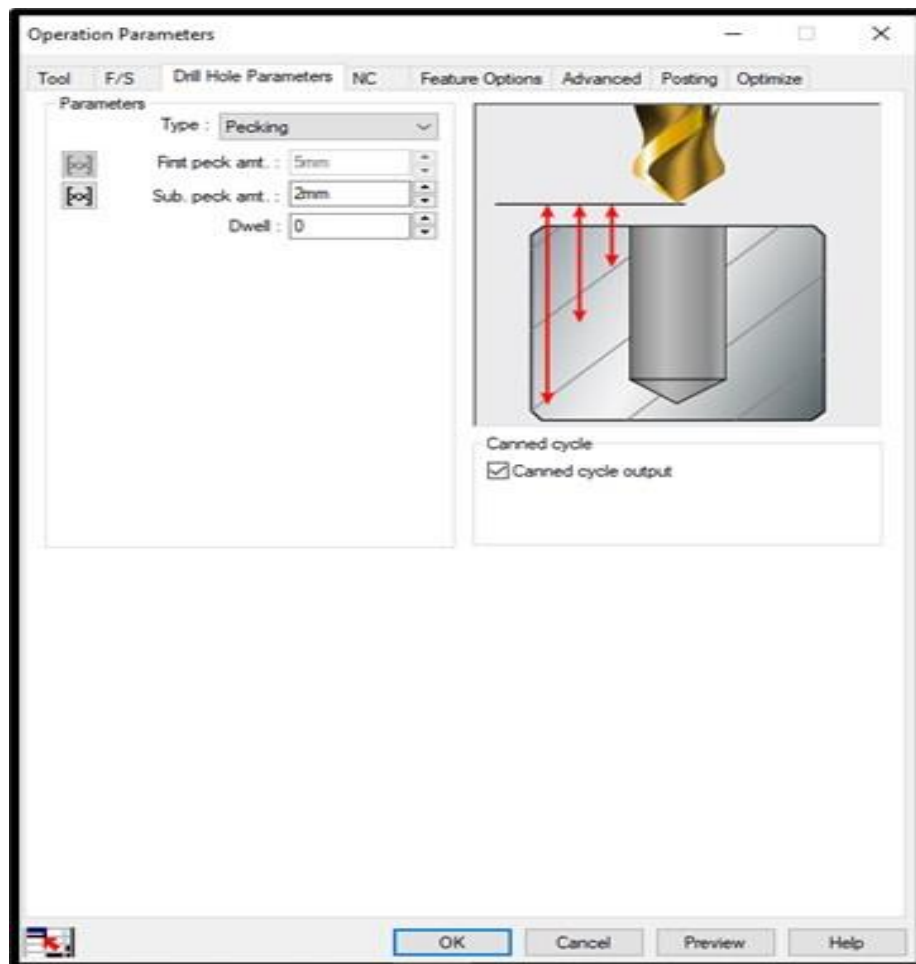 Operation Parameters
Tool F/S Drill Hole Parameters NC Feature Options Advanced Posting Optimize
Parameters
Type : Pecking
First peck amt. : 5mm
Sub. peck amt. : 2mm
Dwell : 0
Canned cycle
Canned cycle output
OK Cancel Preview Help